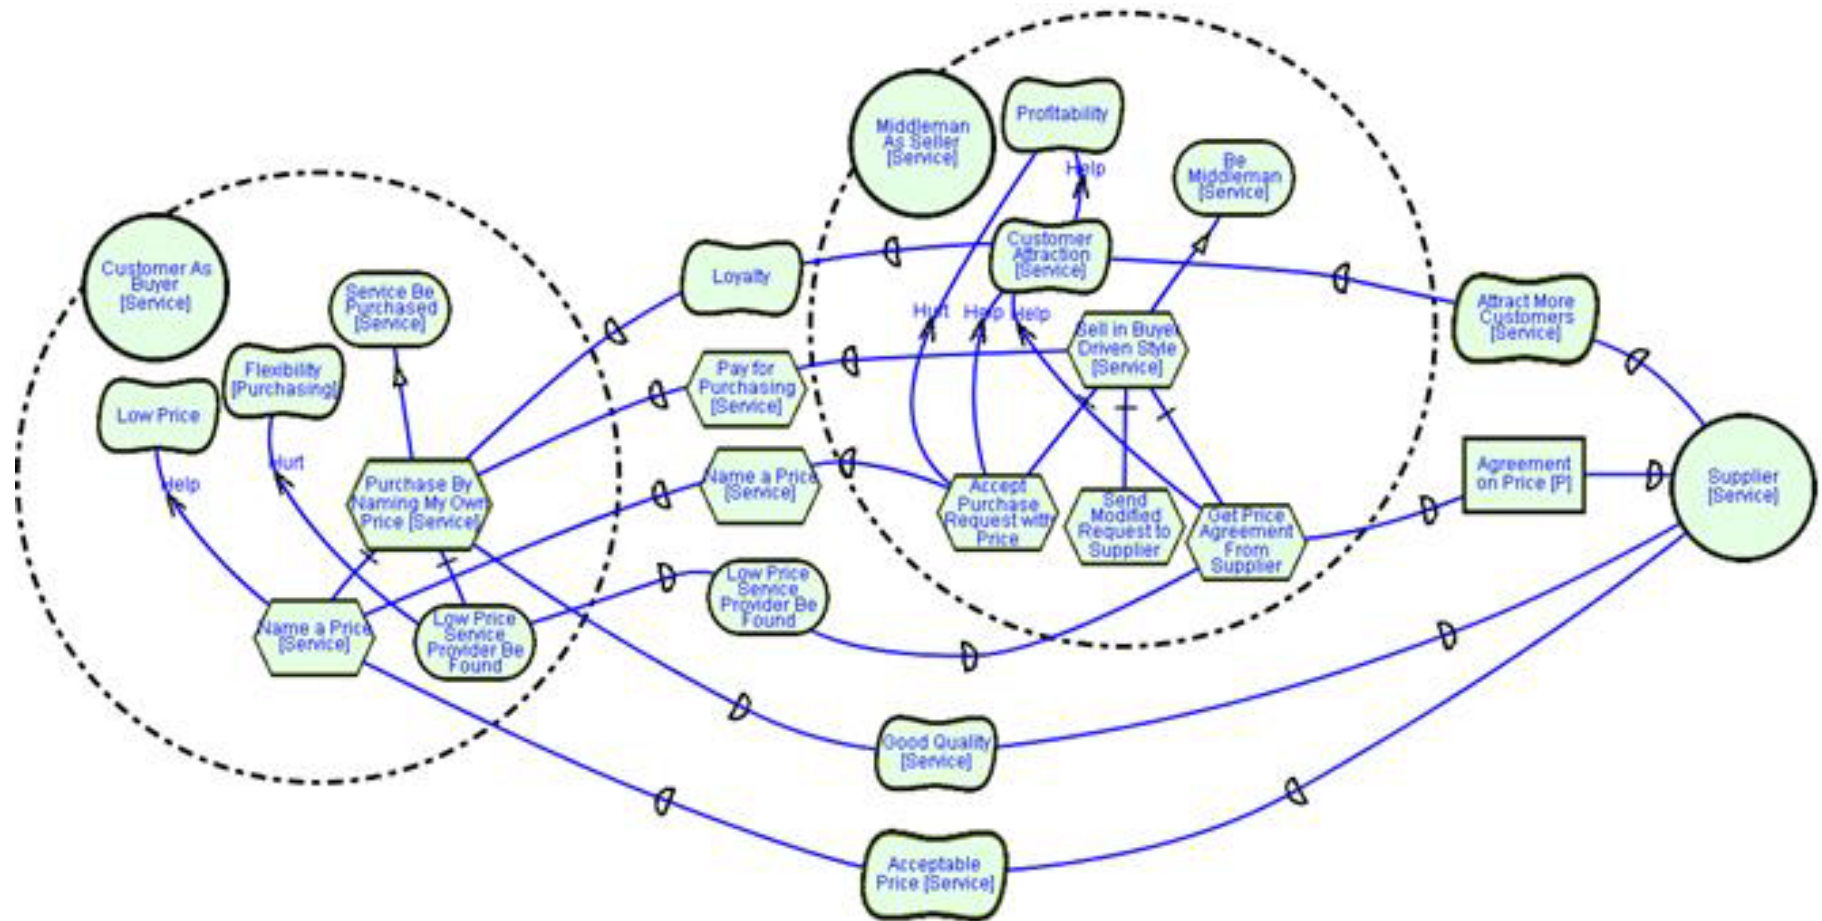 Middleman
As Seller
[Service]
Profitability
Help
Be
Middleman
[Service]
Customer As
Buyer
[Service]
Service Be
Purchased
[Service]
Loyalty
Customer
Attraction
[Service]
Attract More
Customers
[Service]
Hurt
Help
Help
Sell in Buyer
Driven Style
[Service]
Flexibility
[Purchasing]
Low Price
Pay for
Purchasing
[Service]
Hurt
Help
Purchase By
Naming My Own
Price [Service]
Name a Price
[Service]
Accept
Purchase
Request with
Price
Send
Modified
Request to
Supplier
Get Price
Agreement
From
Supplier
Agreement
on Price [P]
Supplier
[Service]
Name a Price
[Service]
Low Price
Service
Provider Be
Found
Low Price
Service
Provider Be
Found
Good Quality
[Service]
Acceptable
Price [Service]